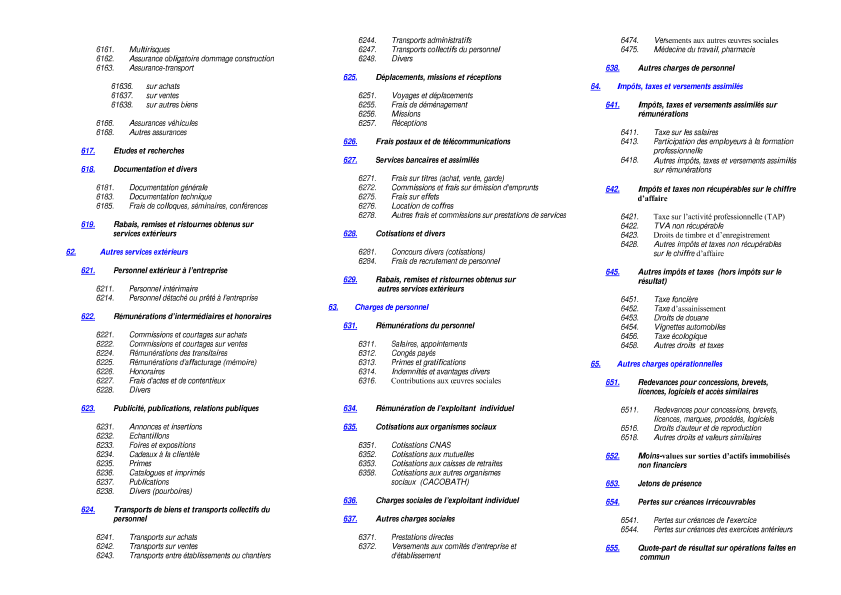 6161. Multirisques
6162. Assurance obligatoire dommage construction
6163. Assurance-transport
61636. sur achats
61637. sur ventes
61638. sur autres biens
6166. Assurances véhicules
6168. Autres assurances
617. Etudes et recherches
618. Documentation et divers
6181. Documentation générale
6183. Documentation technique
6185. Frais de colloques, séminaires, conférences
619. Rabais, remises et ristournes obtenus sur
services extérieurs
62. Autres services extérieurs
621. Personnel extérieur à l'entreprise
6211. Personnel intérimaire
6214. Personnel détaché ou prêté à l'entreprise
622. Rémunérations d'intermédiaires et honoraires
6221. Commissions et courtages sur achats
6222. Commissions et courtages sur ventes
6224. Rémunérations des transitaires
6225. Rémunérations d'affacturage (mémoire)
6226. Honoraires
6227. Frais d'actes et de contentieux
6228. Divers
623. Publicité, publications, relations publiques
6231. Annonces et insertions
6232. Echantillons
6233. Foires et expositions
6234. Cadeaux à la clientèle
6235. Primes
6236. Catalogues et imprimés
6237. Publications
6238. Divers (pourboires)
624. Transports de biens et transports collectifs du
personnel
6241. Transports sur achats
6242. Transports sur ventes
6243. Transports entre établissements ou chantiers
6244. Transports administratifs
6247. Transports collectifs du personnel
6248. Divers
625. Déplacements, missions et réceptions
6251. Voyages et déplacements
6255. Frais de déménagement
6256. Missions
6257. Réceptions
626. Frais postaux et de télécommunications
627. Services bancaires et assimilés
6271. Frais sur titres (achat, vente, garde)
6272. Commissions et frais sur émission d'emprunts
6275. Frais sur effets
6276. Location de coffres
6278. Autres frais et commissions sur prestations de services
628. Cotisations et divers
6281. Concours divers (cotisations)
6284. Frais de recrutement de personnel
629. Rabais, remises et ristournes obtenus sur
autres services extérieurs
63. Charges de personnel
631. Rémunérations du personnel
6311. Salaires, appointements
6312. Congés payés
6313. Primes et gratifications
6314. Indemnités et avantages divers
6316. Contributions aux œuvres sociales
634. Rémunération de l'exploitant individuel
635. Cotisations aux organismes sociaux
6351. Cotisations CNAS
6352. Cotisations aux mutuelles
6353. Cotisations aux caisses de retraites
6358. Cotisations aux autres organismes
sociaux (CACOBATH)
636. Charges sociales de l'exploitant individuel
637. Autres charges sociales
6371. Prestations directes
6372. Versements aux comités d'entreprise et
d'établissement
6474. Versements aux autres œuvres sociales
6475. Médecine du travail, pharmacie
638. Autres charges de personnel
64. Impôts, taxes et versements assimilés
641. Impôts, taxes et versements assimilés sur
rémunérations
6411. Taxe sur les salaires
6413. Participation des employeurs à la formation
professionnelle
6418. Autres impôts, taxes et versements assimilés
sur rémunérations
642. Impôts et taxes non récupérables sur le chiffre
d'affaire
6421. Taxe sur l'activité professionnelle (TAP)
6422. TVA non récupérable
6423. Droits de timbre et d'enregistrement
6428. Autres impôts et taxes non récupérables
sur le chiffre d'affaire
645. Autres impôts et taxes (hors impôts sur le
résultat)
6451. Taxe foncière
6452. Taxe d'assainissement
6453. Droits de douane
6454. Vignettes automobiles
6456. Taxe écologique
6458. Autres droits et taxes
65. Autres charges opérationnelles
651. Redevances pour concessions, brevets,
licences, logiciels et accès similaires
6511. Redevances pour concessions, brevets,
licences, marques, procédés, logiciels
6516. Droits d'auteur et de reproduction
6518. Autres droits et valeurs similaires
652. Moins-values sur sorties d'actifs immobilisés
non financiers
653. Jetons de présence
654. Pertes sur créances irrécouvrables
6541. Pertes sur créances de l'exercice
6544. Pertes sur créances des exercices antérieurs
655. Quote-part de résultat sur opérations faites en
commun